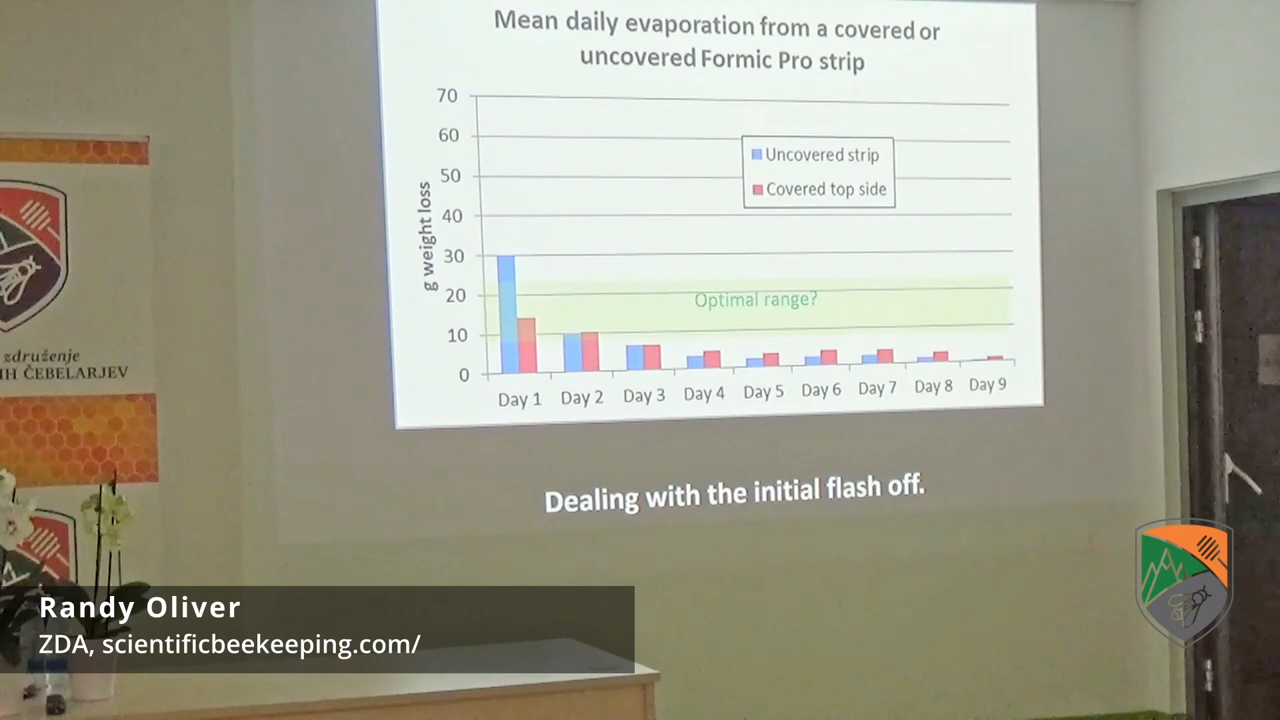 Mean daily evaporation from a covered or
uncovered Formic Pro strip
g weight loss
70
60
50
40
30
20
10
0
Uncovered strip
Covered top side
Optimal range?
Day 1 Day 2 Day 3 Day 4 Day 5 Day 6 Day 7 Day 8 Day 9
Dealing with the initial flash off.
združenje
IH ČEBELARJEV
Randy Oliver
ZDA, scientificbeekeeping.com/